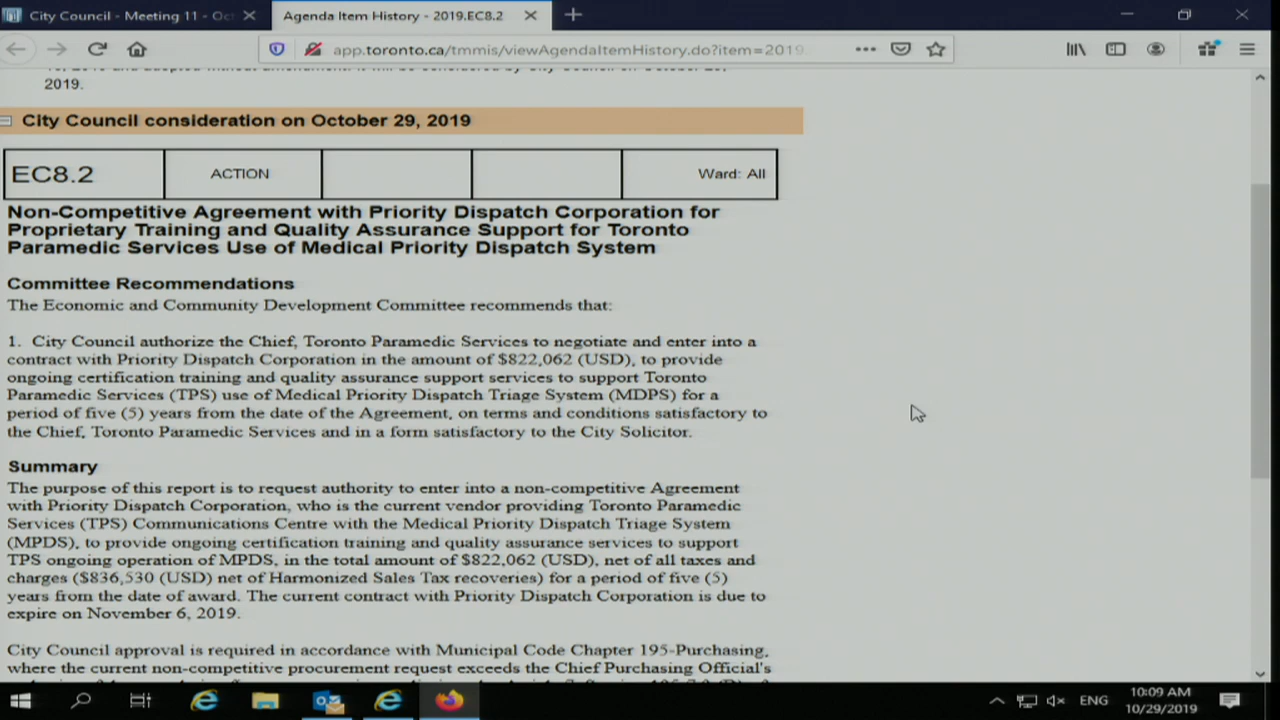 City Council - Meeting 11 - Oc
Agenda Item History - 2019.EC8.2
app.toronto.ca/tmmis/viewAgendaItemHistory.do?item=2019.
2019.
City Council consideration on October 29, 2019
EC8.2
ACTION
Ward: All
Non-Competitive Agreement with Priority Dispatch Corporation for
Proprietary Training and Quality Assurance Support for Toronto
Paramedic Services Use of Medical Priority Dispatch System
Committee Recommendations
The Economic and Community Development Committee recommends that:
1. City Council authorize the Chief, Toronto Paramedic Services to negotiate and enter into a
contract with Priority Dispatch Corporation in the amount of $822,062 (USD), to provide
ongoing certification training and quality assurance support services to support Toronto
Paramedic Services (TPS) use of Medical Priority Dispatch Triage System (MDPS) for a
period of five (5) years from the date of the Agreement, on terms and conditions satisfactory to
the Chief, Toronto Paramedic Services and in a form satisfactory to the City Solicitor.
Summary
The purpose of this report is to request authority to enter into a non-competitive Agreement
with Priority Dispatch Corporation, who is the current vendor providing Toronto Paramedic
Services (TPS) Communications Centre with the Medical Priority Dispatch Triage System
(MPDS), to provide ongoing certification training and quality assurance services to support
TPS ongoing operation of MPDS, in the total amount of $822,062 (USD), net of all taxes and
charges ($836,530 (USD) net of Harmonized Sales Tax recoveries) for a period of five (5)
years from the date of award. The current contract with Priority Dispatch Corporation is due to
expire on November 6, 2019.
City Council approval is required in accordance with Municipal Code Chapter 195-Purchasing,
where the current non-competitive procurement request exceeds the Chief Purchasing Official's
ENG
10:09 AM
10/29/2019